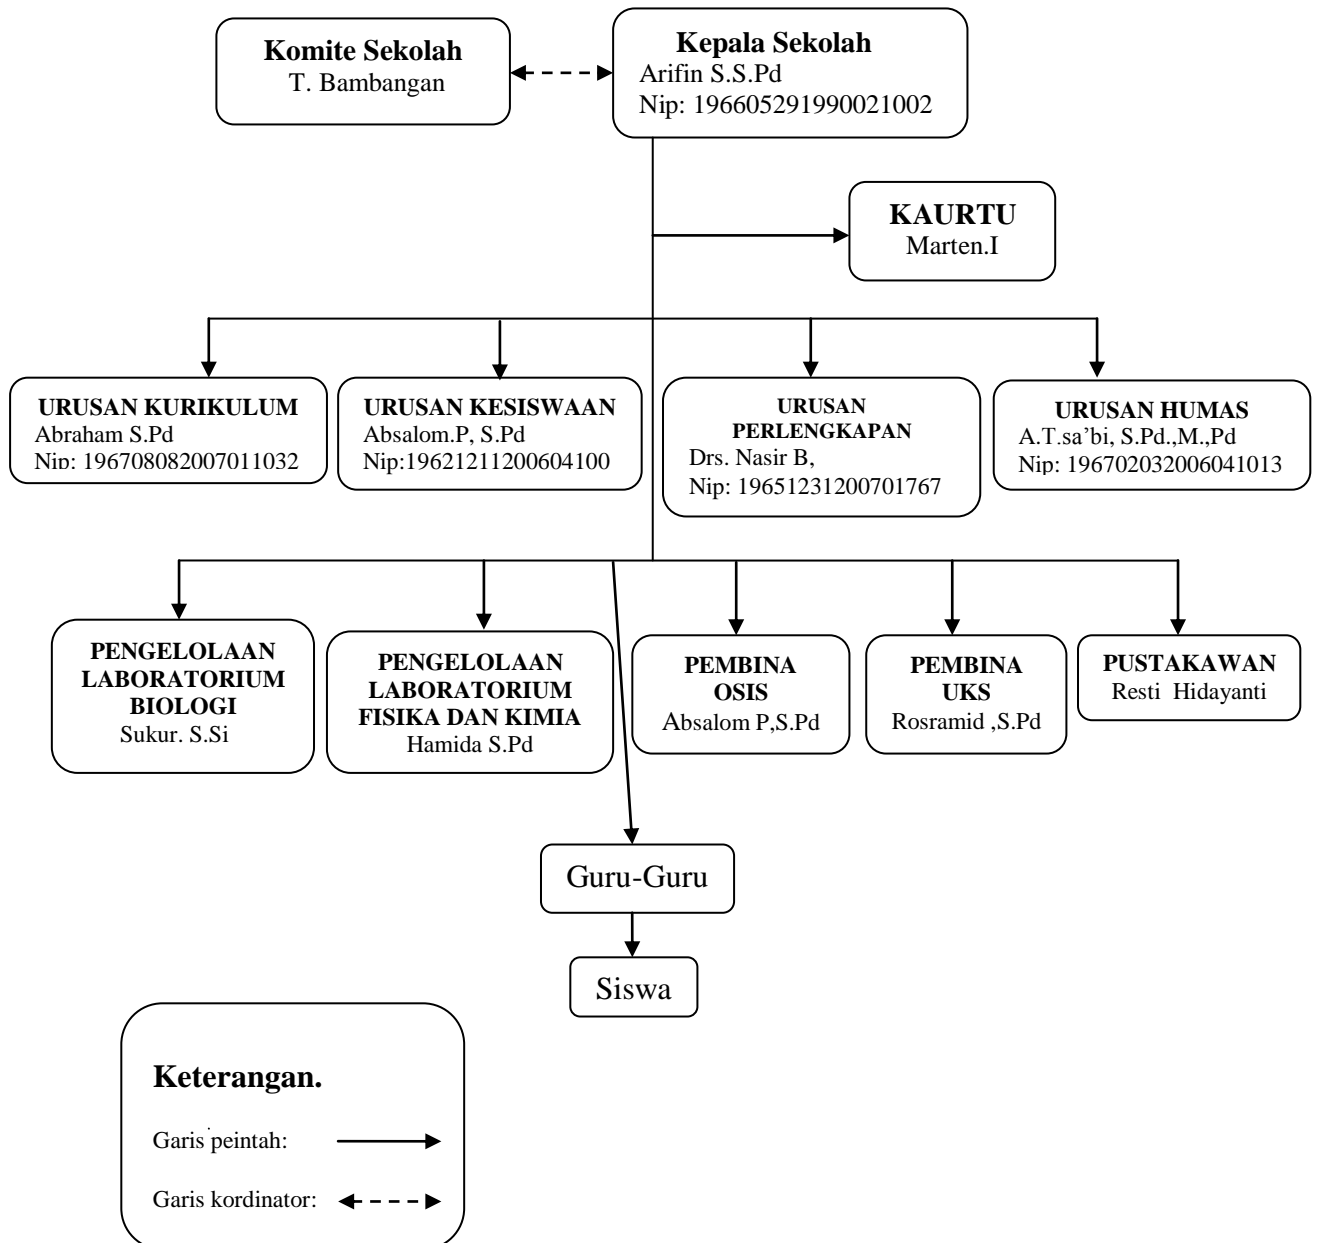 Komite Sekolah
T. Bambangan
Kepala Sekolah
Arifin S.S.Pd
Nip: 196605291990021002
KAURTU
Marten.I
URUSAN KURIKULUM
Abraham S.Pd
Nip: 196708082007011032
URUSAN KESISWAAN
Absalom.P, S.Pd
Nip:19621211200604100
URUSAN
PERLENGKAPAN
Drs. Nasir B,
Nip: 19651231200701767
URUSAN HUMAS
A.T.sa’bi, S.Pd.,M.,Pd
Nip: 196702032006041013
PENGELOLAAN
LABORATORIUM
BIOLOGI
Sukur. S.Si
PENGELOLAAN
LABORATORIUM
FISIKA DAN KIMIA
Hamida S.Pd
PEMBINA
OSIS
Absalom P,S.Pd
PEMBINA
UKS
Rosramid ,S.Pd
PUSTAKAWAN
Resti Hidayanti
Guru-Guru
Siswa
Keterangan.
Garis peintah:
Garis kordinator: